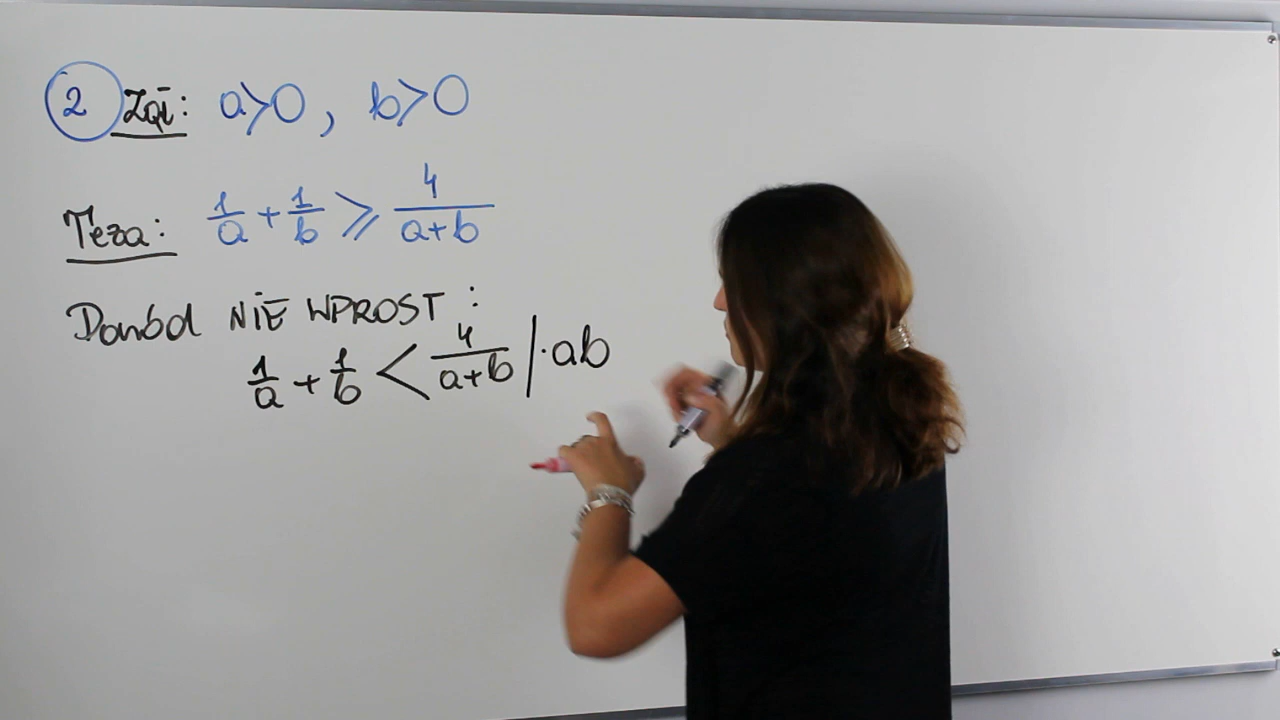 2 Zał: a>0, b>0
Teza: 1/a + 1/b ⩾ 4/(a+b)
Dowód NIE WPROST:
1/a + 1/b < 4/(a+b) |·ab